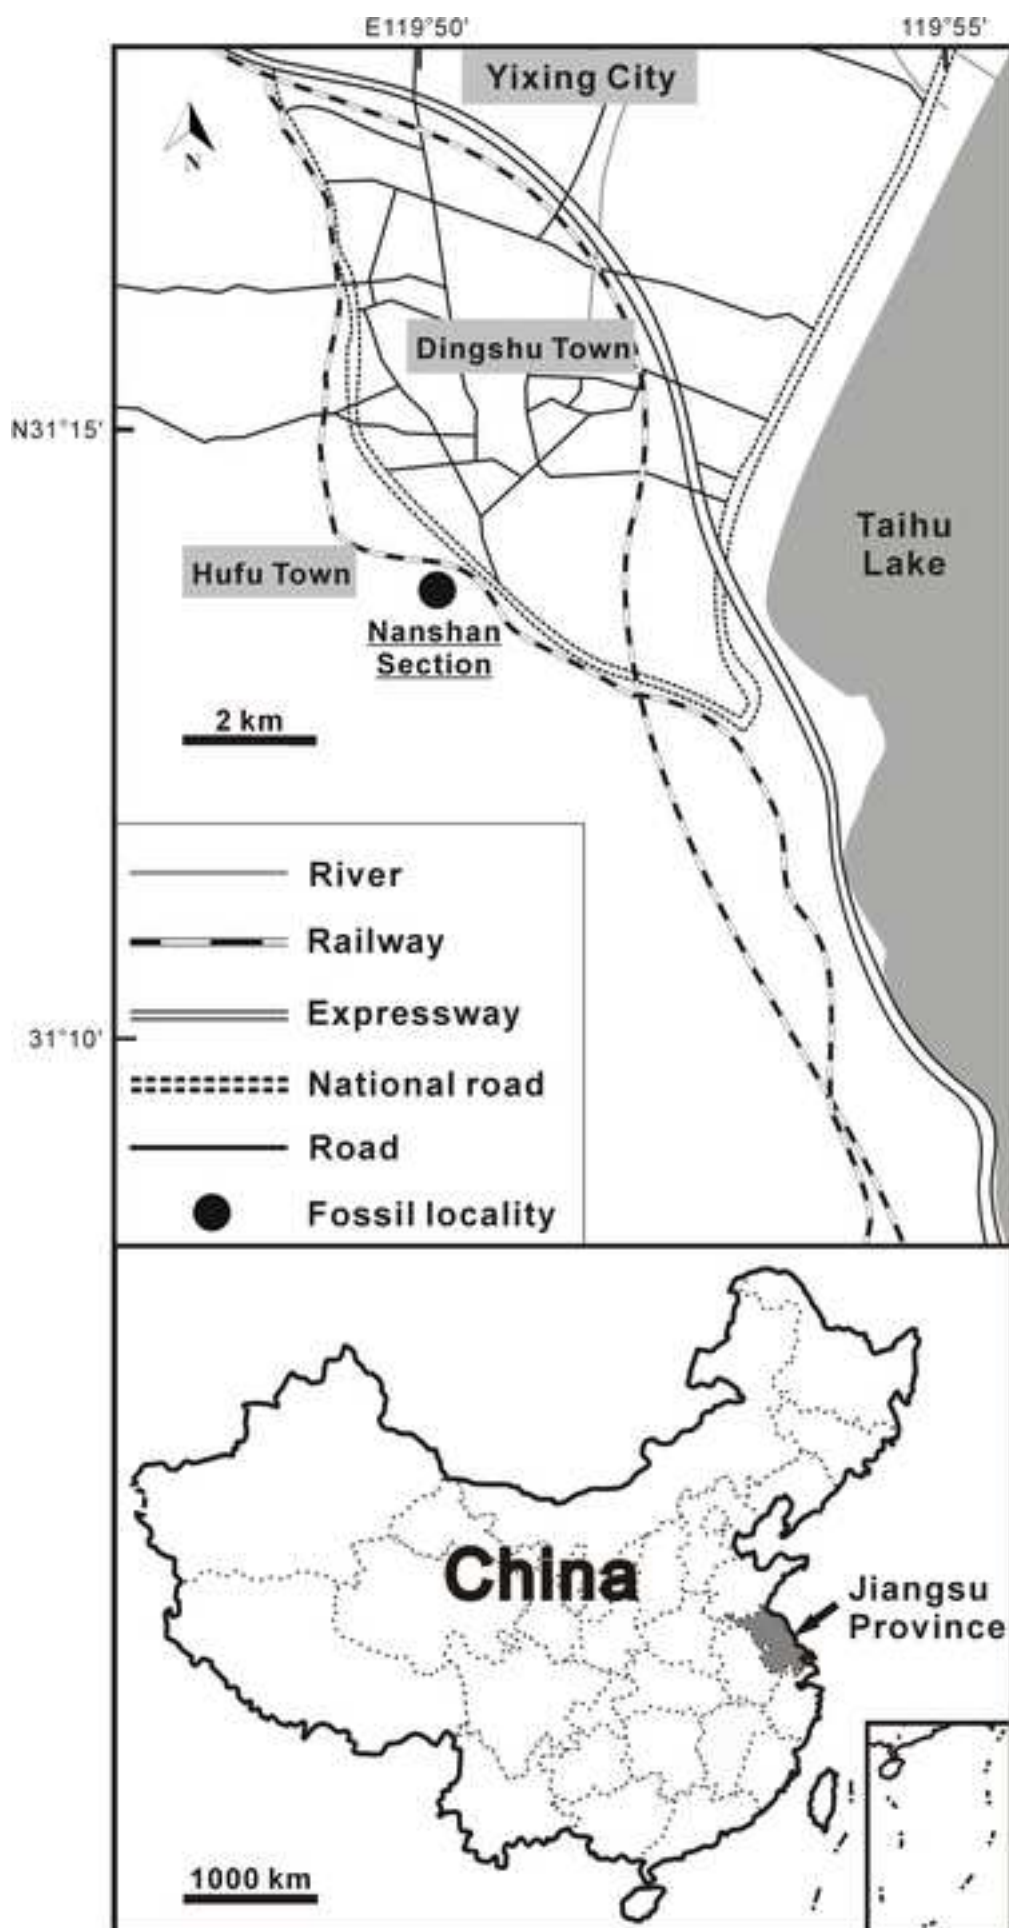 E119°50'
119°55'
Yixing City
N
Dingshu Town
N31°15'
Taihu
Lake
Hufu Town
Nanshan
Section
2 km
River
Railway
Expressway
31°10'
National road
Road
Fossil locality
China
Jiangsu
Province
1000 km